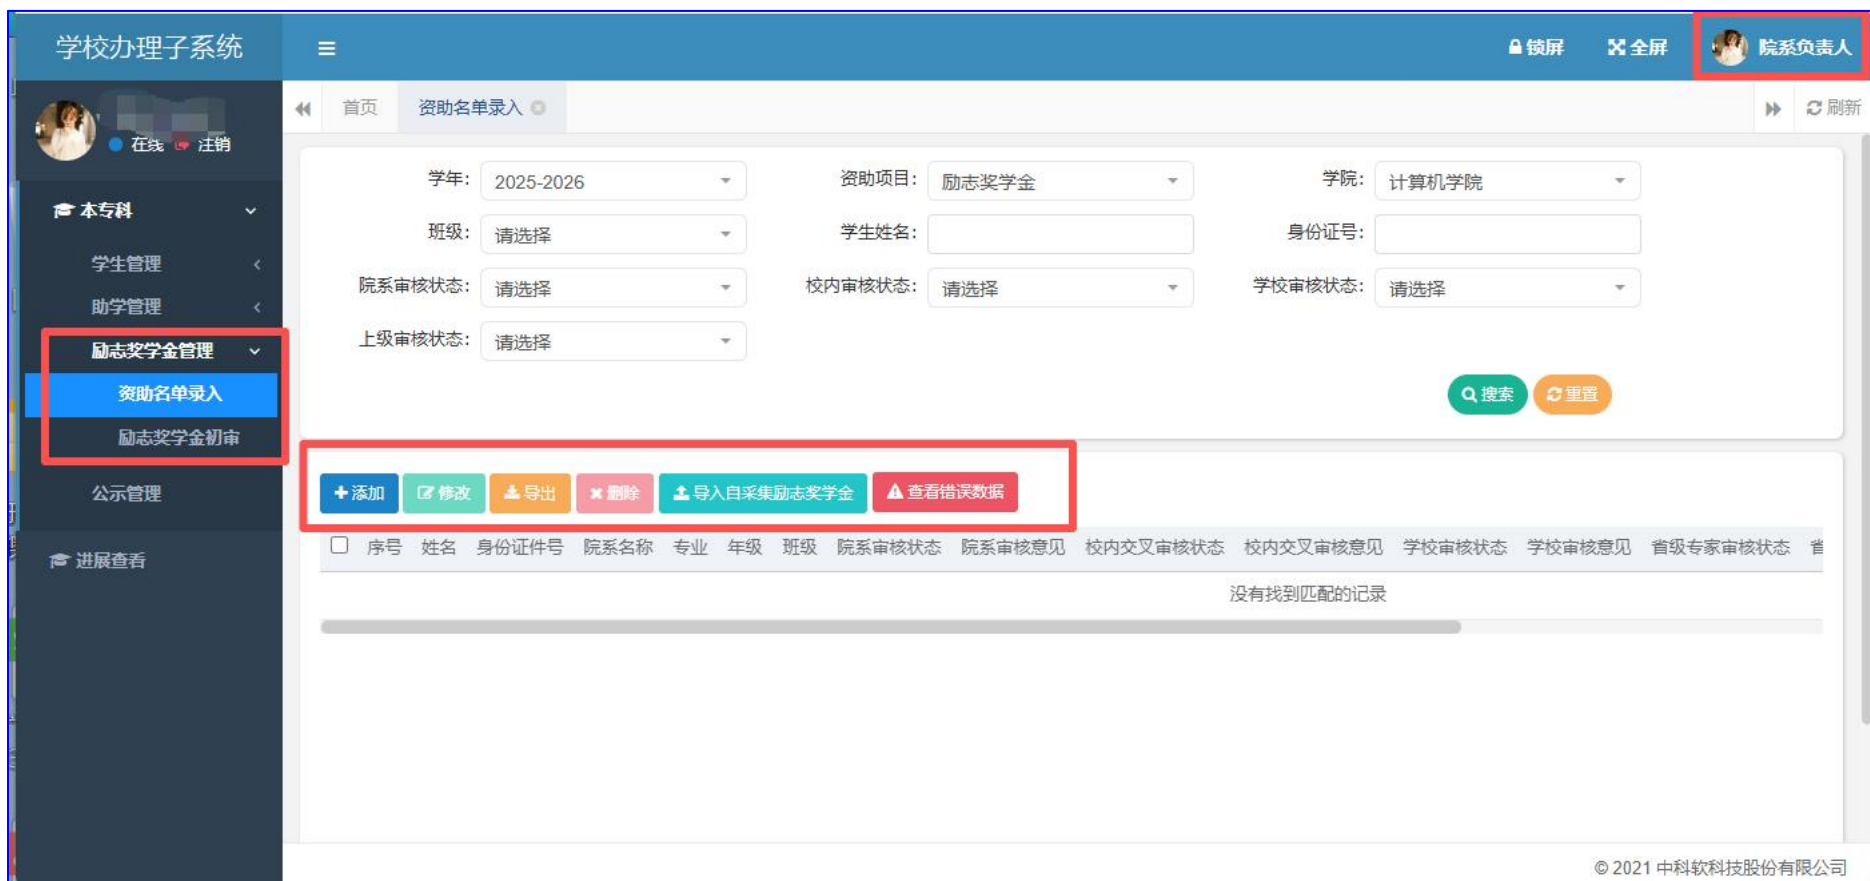 学校办理子系统
锁屏 全屏 院系负责人
在线 注销
首页 资助名单录入 刷新
本专科
学生管理
助学管理
励志奖学金管理
资助名单录入
励志奖学金初审
公示管理
进展查看
学年： 2025-2026 资助项目： 励志奖学金 学院： 计算机学院
班级： 请选择 学生姓名： 身份证号：
院系审核状态： 请选择 校内审核状态： 请选择 学校审核状态： 请选择
上级审核状态： 请选择
搜索 重置
添加 修改 导出 删除 导入自采集励志奖学金 查看错误数据
序号 姓名 身份证件号 院系名称 专业 年级 班级 院系审核状态 院系审核意见 校内交叉审核状态 校内交叉审核意见 学校审核状态 学校审核意见 省级专家审核状态 省
没有找到匹配的记录
© 2021 中科软科技股份有限公司